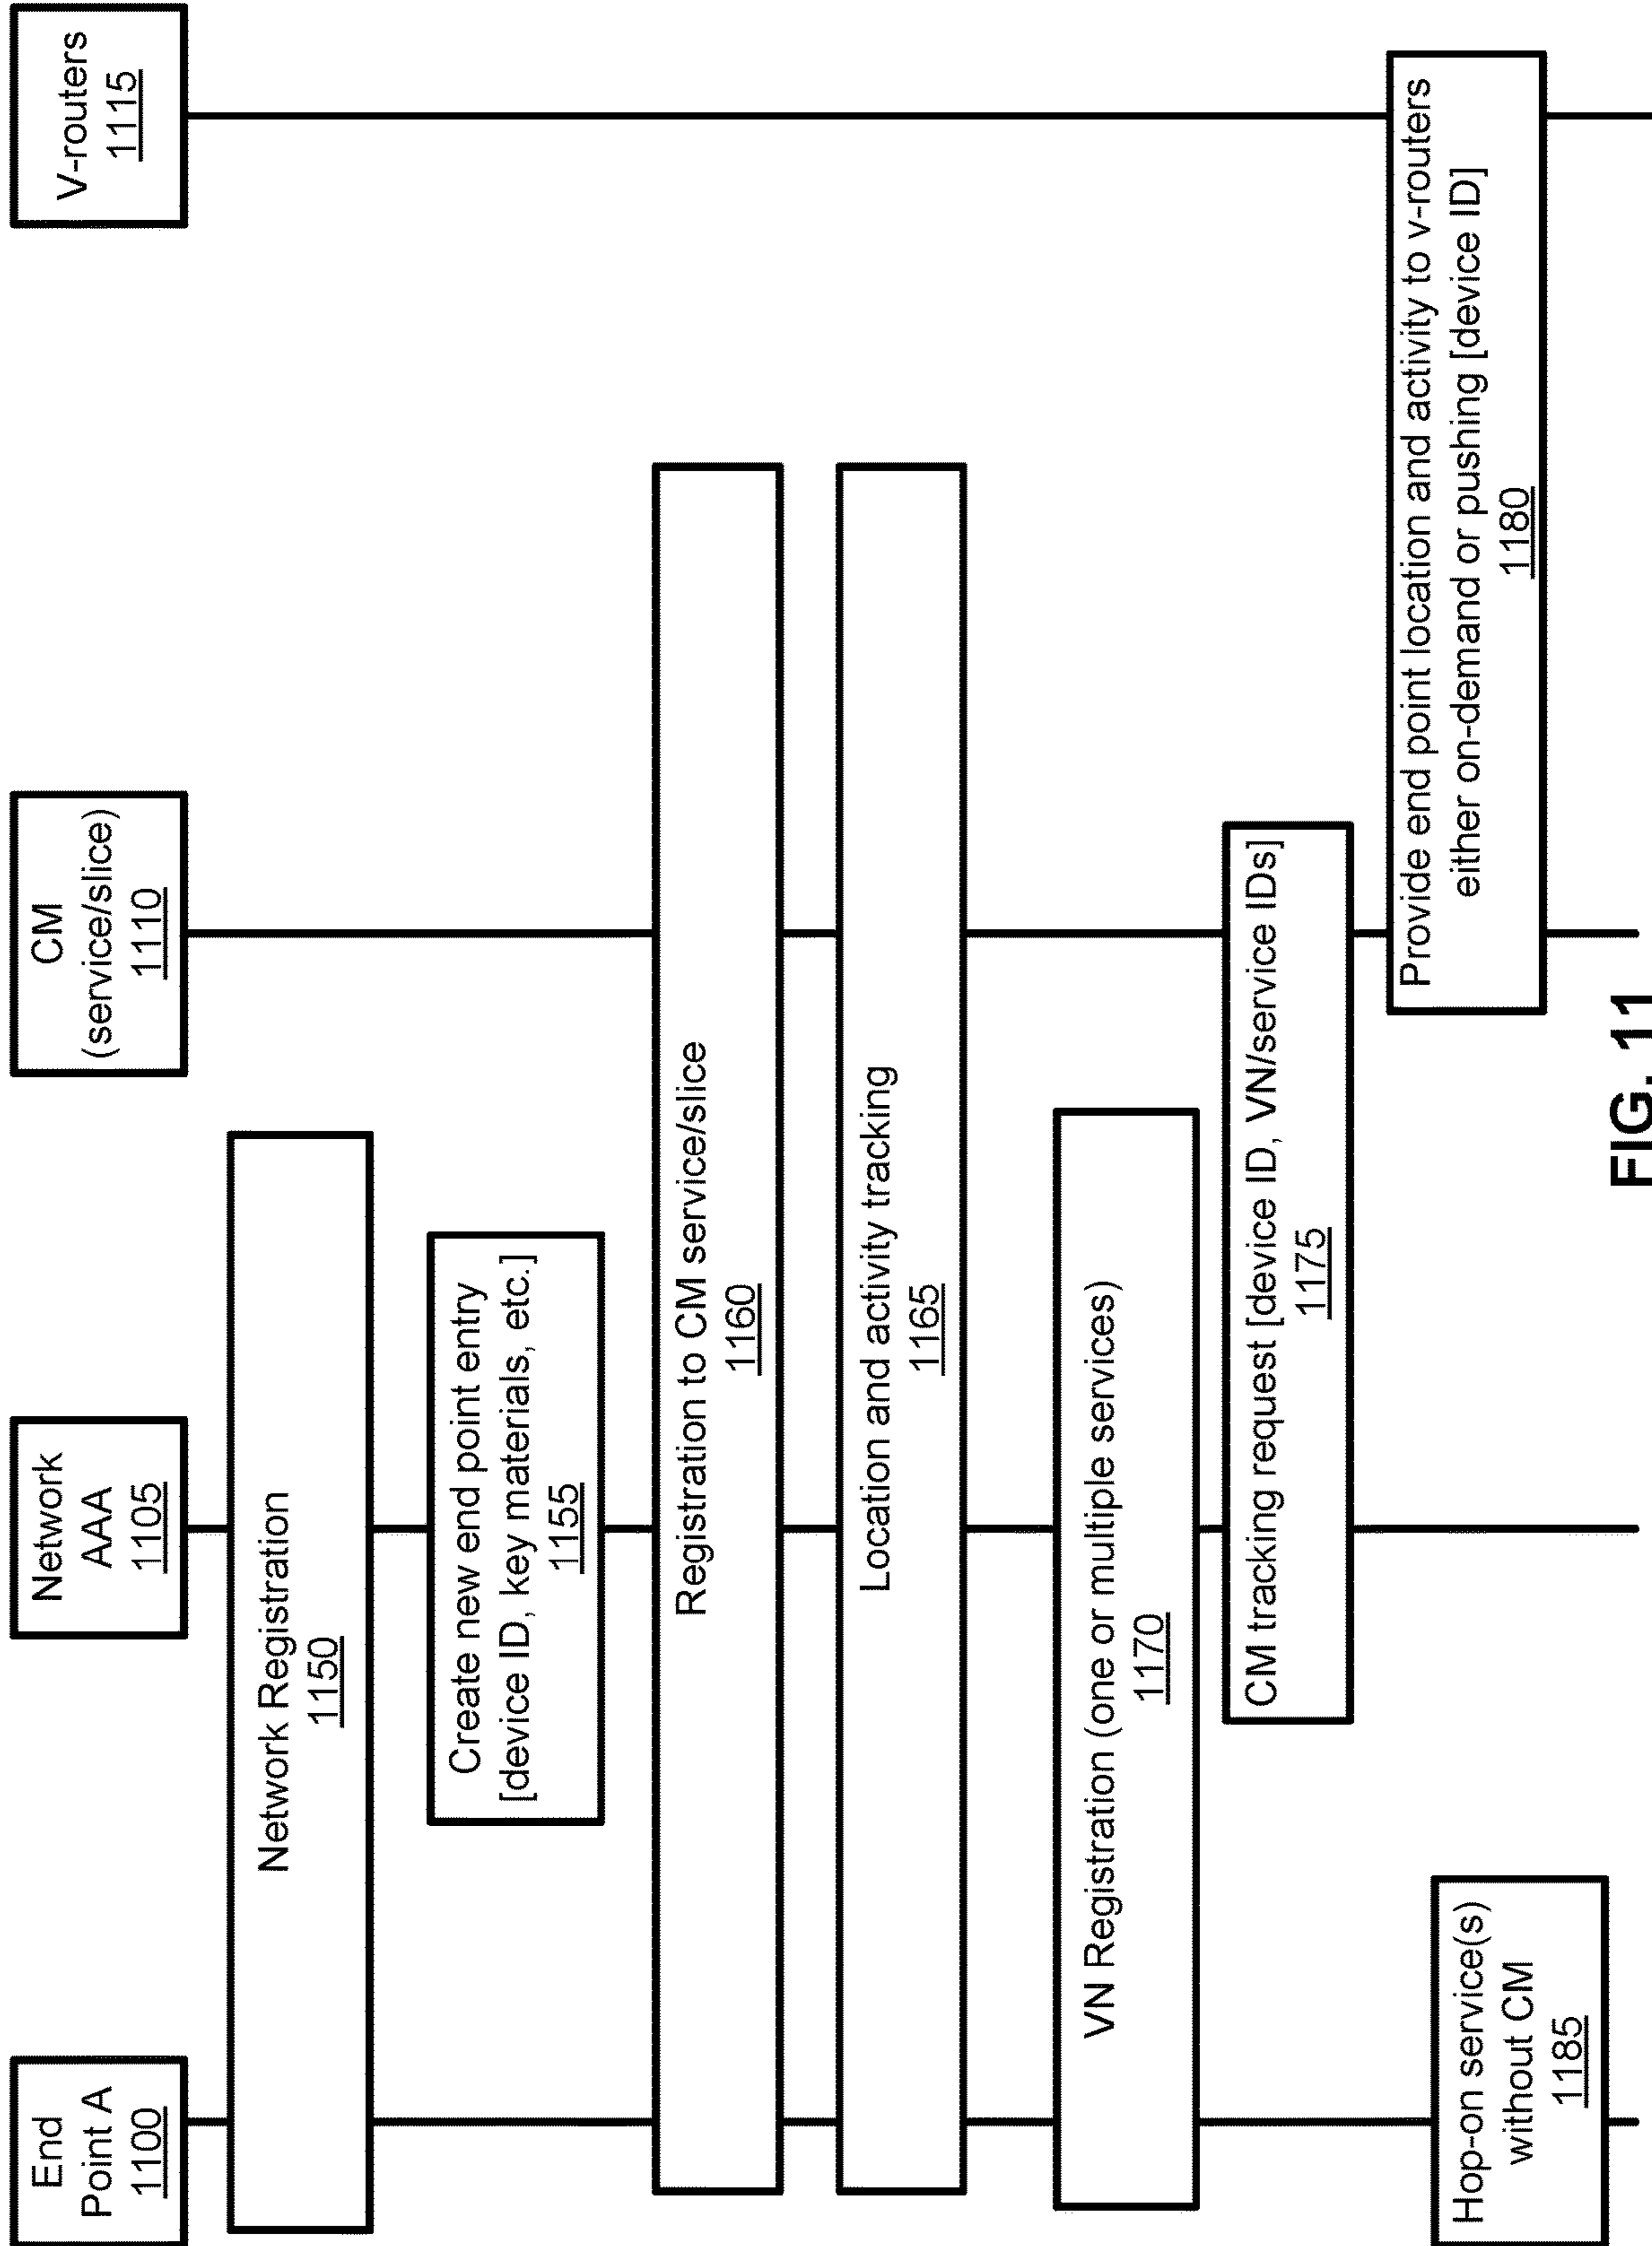 End
Point A
1100
Network
AAA
1105
CM
(service/slice)
1110
V-routers
1115
Network Registration
1150
Create new end point entry
[device ID, key materials, etc.]
1155
Registration to CM service/slice
1160
Location and activity tracking
1165
VN Registration (one or multiple services)
1170
CM tracking request [device ID, VN/service IDs]
1175
Provide end point location and activity to v-routers
either on-demand or pushing [device ID]
1180
Hop-on service(s)
without CM
1185
FIG. 11